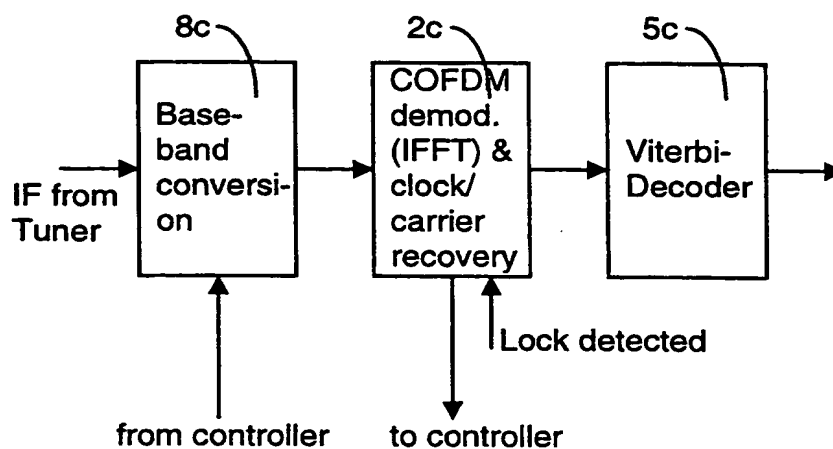 8c
2c
5c
Base-
band
conversi-
on
COFDM
demod.
(IFFT) &
clock/
carrier
recovery
Viterbi-
Decoder
IF from
Tuner
Lock detected
from controller
to controller